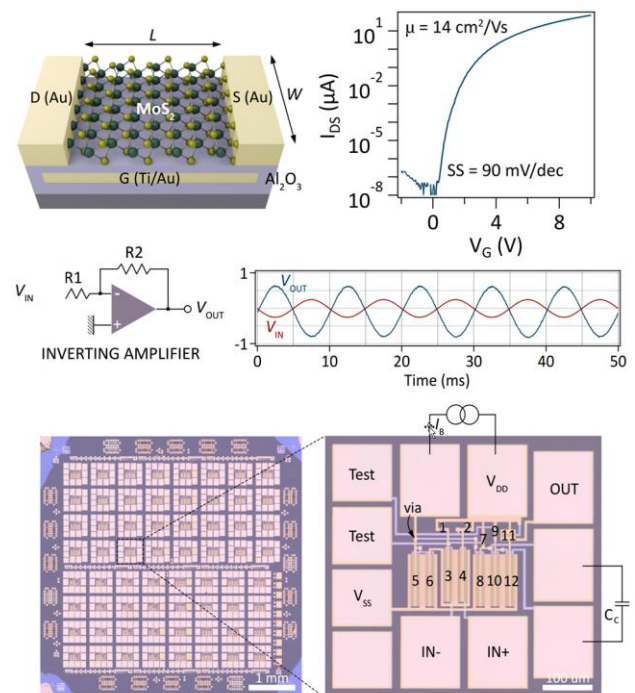 L
W
D (Au)
S (Au)
MoS₂
G (Ti/Au)
Al₂O₃
μ = 14 cm²/Vs
SS = 90 mV/dec
I_DS (μA)
10¹
10⁻²
10⁻⁵
10⁻⁸
0
4
8
V_G (V)
R2
R1
V_IN
-
+
V_OUT
INVERTING AMPLIFIER
1
-1
V_OUT
V_IN
0 10 20 30 40 50
Time (ms)
1 mm
I_B
Test
V_DD
OUT
via
1 2 9
7 11
Test
3 4
5 6 8 10 12
V_SS
C_C
IN- IN+
100 um